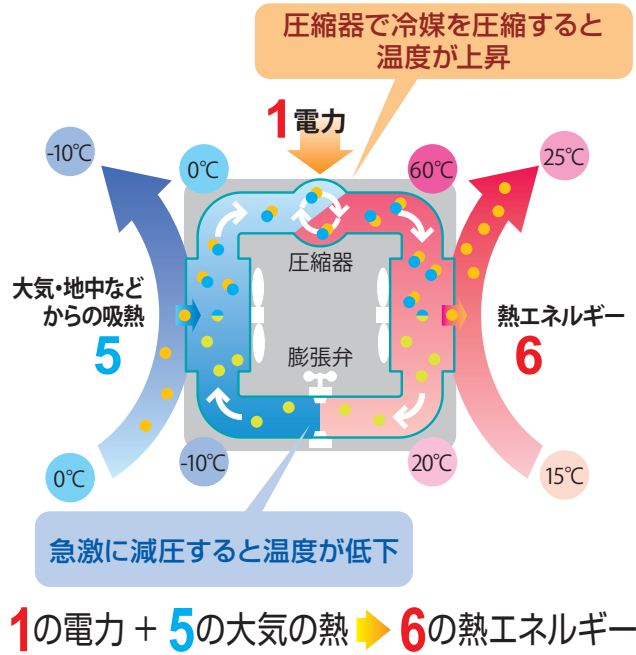 圧縮器で冷媒を圧縮すると
温度が上昇
1電力
-10℃
0℃
60℃
25℃
圧縮器
大気・地中など
からの吸熱
5
熱エネルギー
6
膨張弁
0℃
-10℃
20℃
15℃
急激に減圧すると温度が低下
1の電力 + 5の大気の熱 6の熱エネルギー